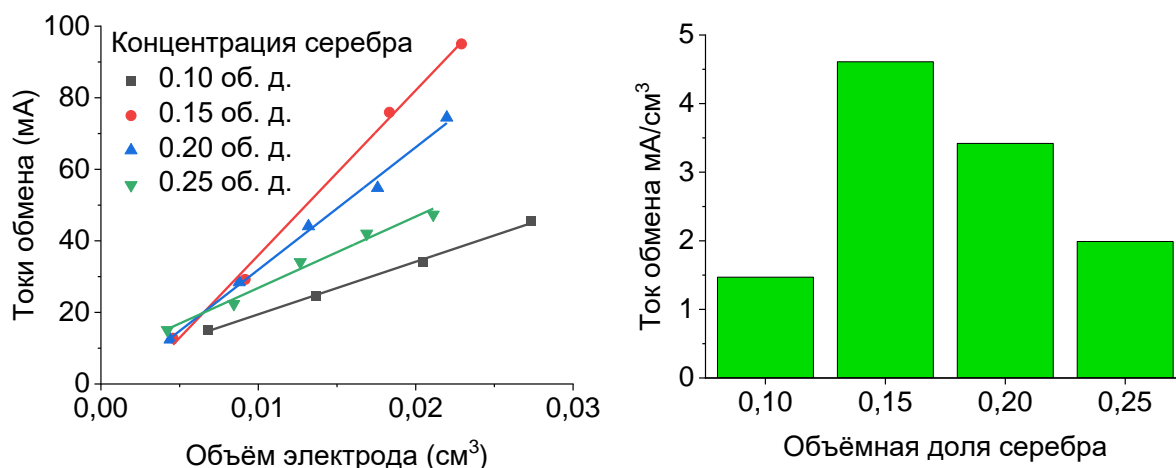 Токи обмена (мА)
100
80
60
40
20
0
Концентрация серебра
0.10 об. д.
0.15 об. д.
0.20 об. д.
0.25 об. д.
0,00 0,01 0,02 0,03
Объём электрода (см³)
Ток обмена мА/см³
5
4
3
2
1
0
0,10 0,15 0,20 0,25
Объёмная доля серебра